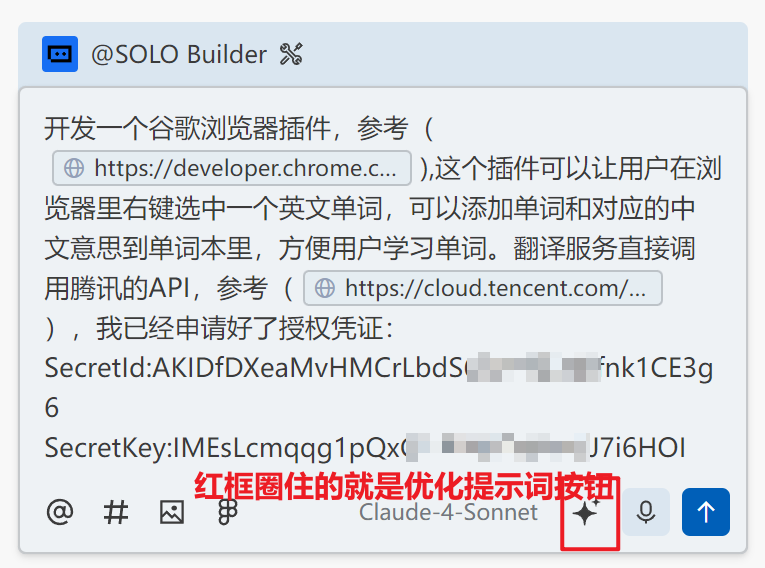 @SOLO Builder
开发一个谷歌浏览器插件，参考（
https://developer.chrome.c... ),这个插件可以让用户在浏
览器里右键选中一个英文单词，可以添加单词和对应的中
文意思到单词本里，方便用户学习单词。翻译服务直接调
用腾讯的API，参考（ https://cloud.tencent.com/...
），我已经申请好了授权凭证：
SecretId:AKIDfDXeaMvHMCrLbdS fnk1CE3g
6
SecretKey:IMEsLcmqqg1pQx J7i6HOI
红框圈住的就是优化提示词按钮
Claude-4-Sonnet